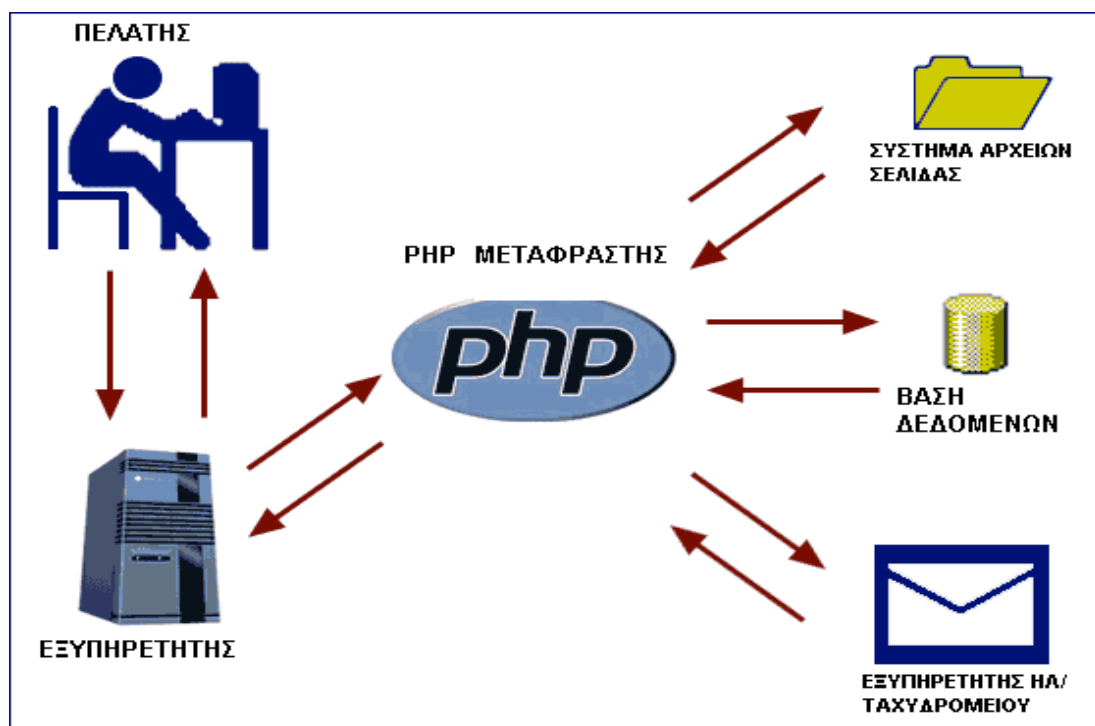 ΠΕΛΑΤΗΣ
ΣΥΣΤΗΜΑ ΑΡΧΕΙΩΝ
ΣΕΛΙΔΑΣ
PHP ΜΕΤΑΦΡΑΣΤΗΣ
php
ΒΑΣΗ
ΔΕΔΟΜΕΝΩΝ
ΕΞΥΠΗΡΕΤΗΤΗΣ
ΕΞΥΠΗΡΕΤΗΤΗΣ ΗΛ/
ΤΑΧΥΔΡΟΜΕΙΟΥ